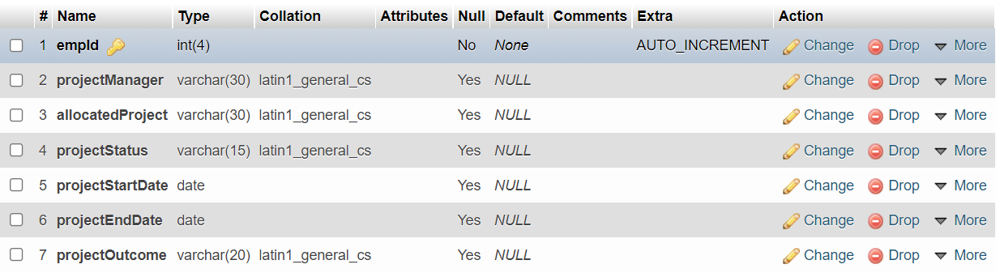 # Name Type Collation Attributes Null Default Comments Extra Action
1 empId int(4) No None AUTO_INCREMENT Change Drop More
2 projectManager varchar(30) latin1_general_cs Yes NULL Change Drop More
3 allocatedProject varchar(30) latin1_general_cs Yes NULL Change Drop More
4 projectStatus varchar(15) latin1_general_cs Yes NULL Change Drop More
5 projectStartDate date Yes NULL Change Drop More
6 projectEndDate date Yes NULL Change Drop More
7 projectOutcome varchar(20) latin1_general_cs Yes NULL Change Drop More